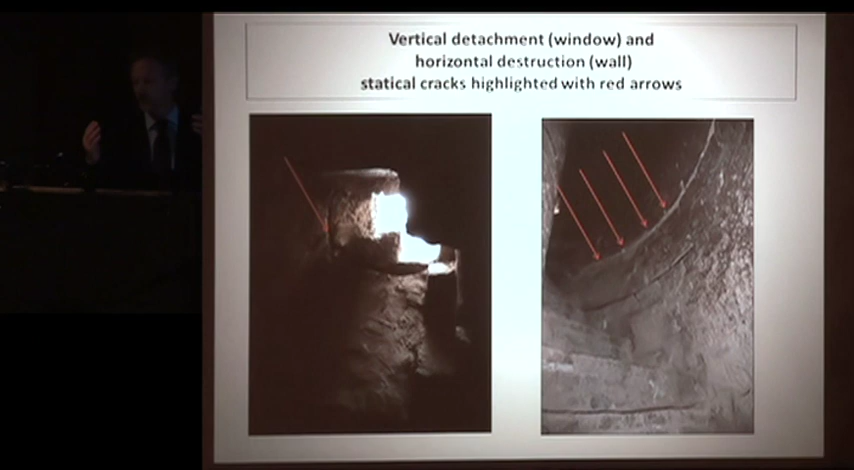 Vertical detachment (window) and
horizontal destruction (wall)
statical cracks highlighted with red arrows